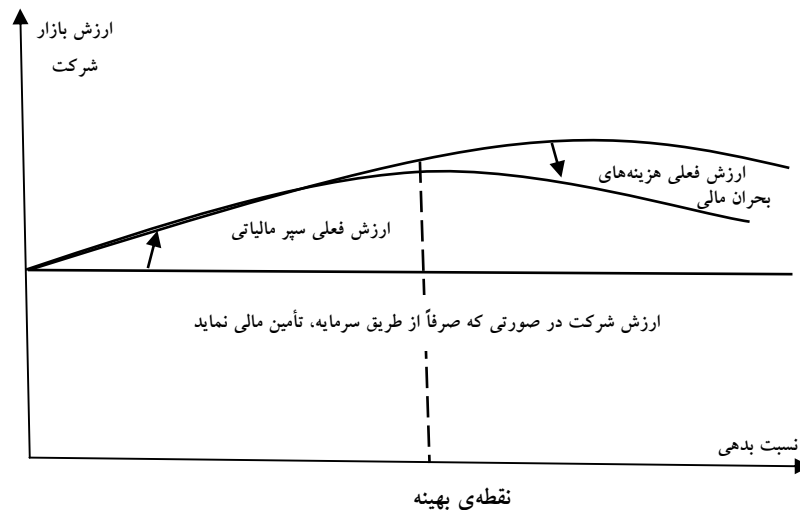 ارزش بازار
شرکت
ارزش فعلی هزینه‌های
بحران مالی
ارزش فعلی سپر مالیاتی
ارزش شرکت در صورتی که صرفاً از طریق سرمایه، تأمین مالی نماید
نسبت بدهی
نقطه‌ی بهینه